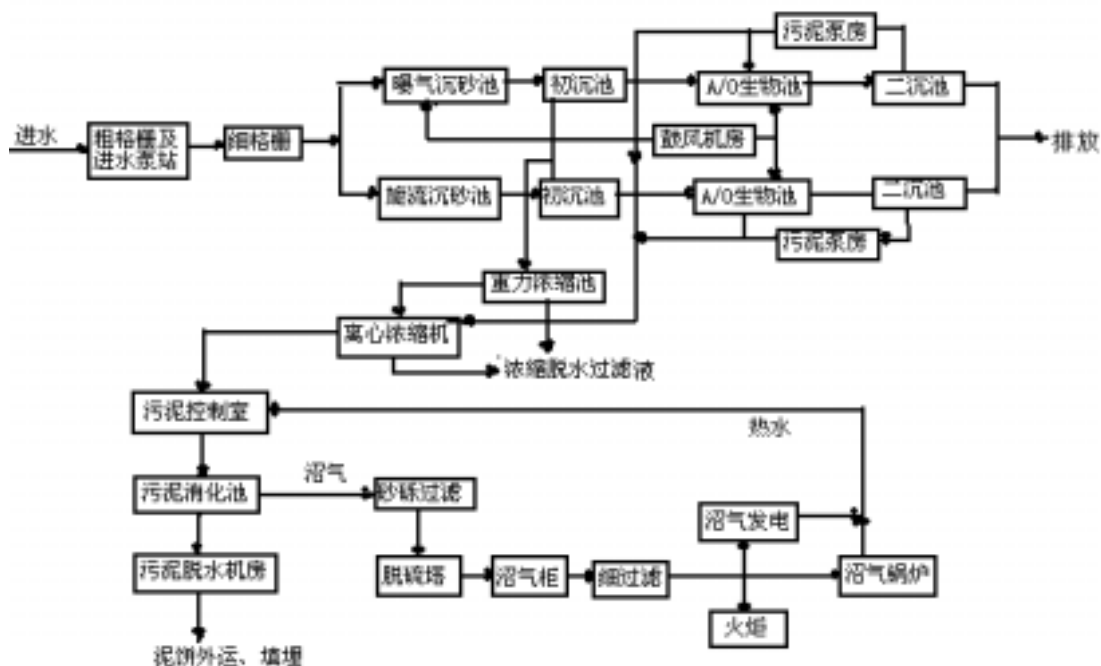 污泥泵房
曝气沉砂池
初沉池
A/O生物池
二沉池
进水
粗格栅及
进水泵站
细格栅
鼓风机房
排放
旋流沉砂池
初沉池
A/O生物池
二沉池
污泥泵房
重力浓缩池
离心浓缩机
浓缩脱水过滤液
污泥控制室
热水
沼气
污泥消化池
砂砾过滤
沼气发电
污泥脱水机房
脱硫塔
沼气柜
细过滤
沼气锅炉
火炬
泥饼外运、填埋